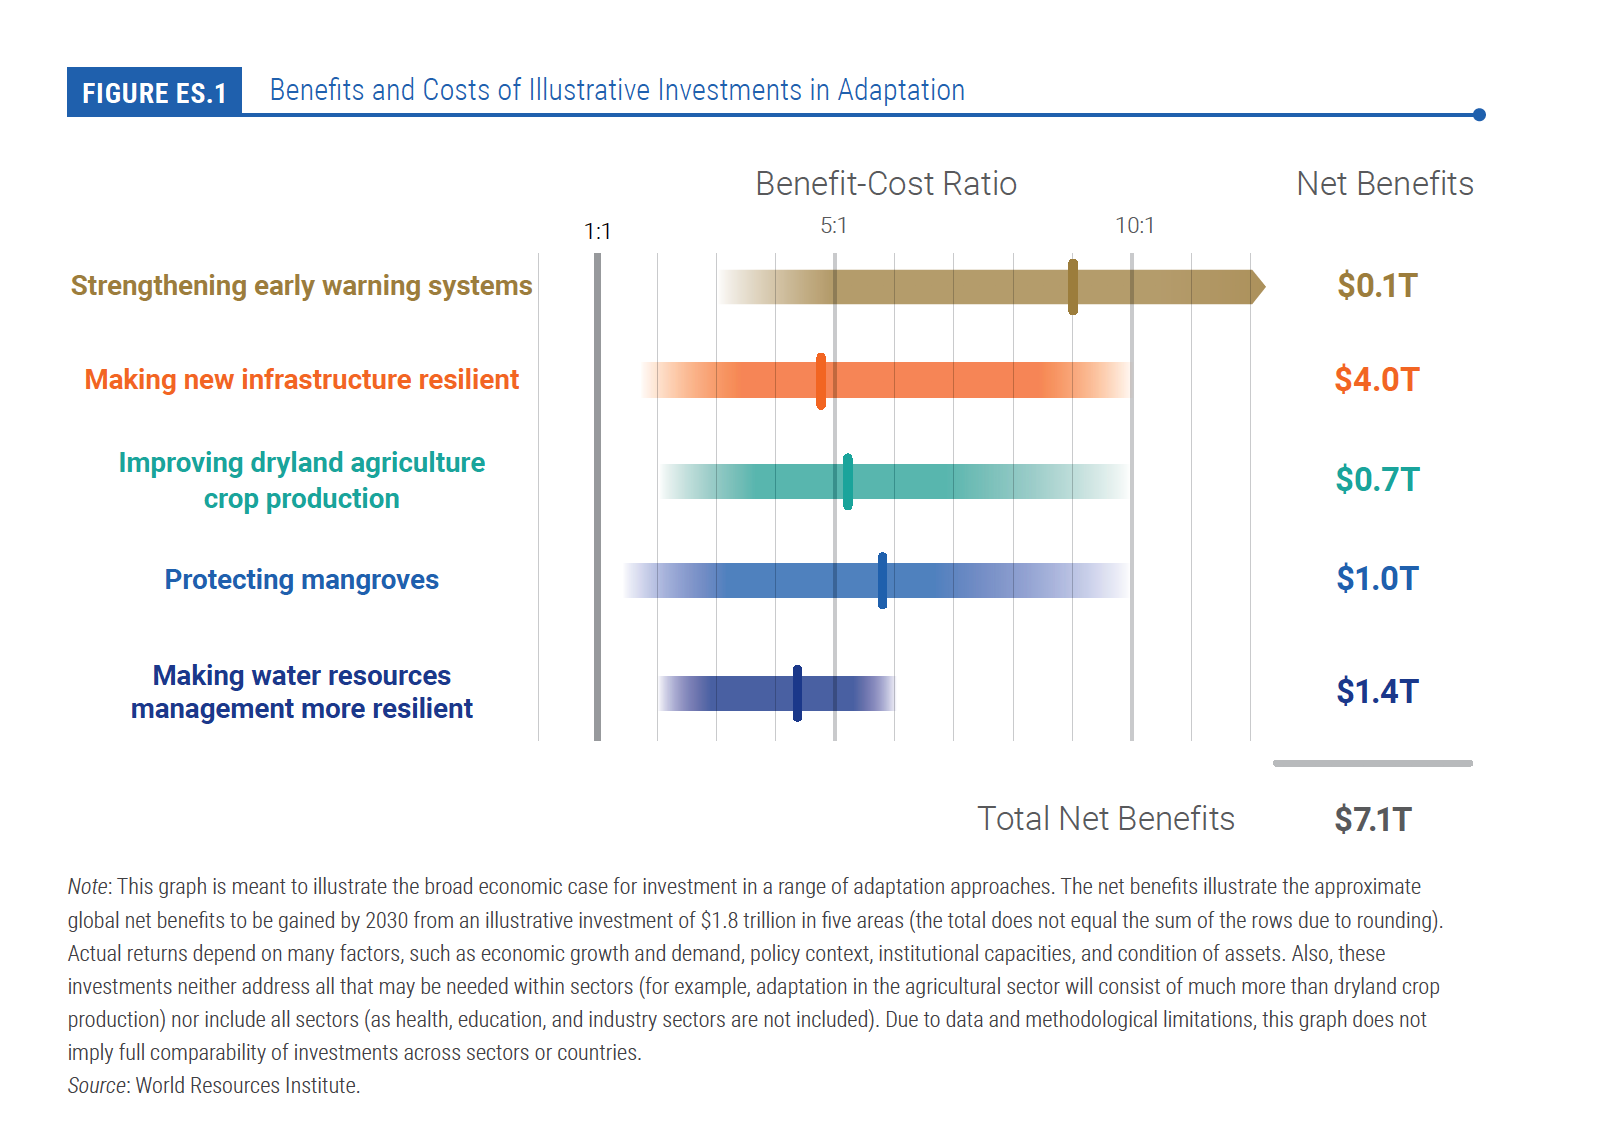 FIGURE ES.1 Benefits and Costs of Illustrative Investments in Adaptation
Benefit-Cost Ratio Net Benefits
1:1 5:1 10:1
Strengthening early warning systems $0.1T
Making new infrastructure resilient $4.0T
Improving dryland agriculture
crop production $0.7T
Protecting mangroves $1.0T
Making water resources
management more resilient $1.4T
Total Net Benefits $7.1T
Note: This graph is meant to illustrate the broad economic case for investment in a range of adaptation approaches. The net benefits illustrate the approximate
global net benefits to be gained by 2030 from an illustrative investment of $1.8 trillion in five areas (the total does not equal the sum of the rows due to rounding).
Actual returns depend on many factors, such as economic growth and demand, policy context, institutional capacities, and condition of assets. Also, these
investments neither address all that may be needed within sectors (for example, adaptation in the agricultural sector will consist of much more than dryland crop
production) nor include all sectors (as health, education, and industry sectors are not included). Due to data and methodological limitations, this graph does not
imply full comparability of investments across sectors or countries.
Source: World Resources Institute.